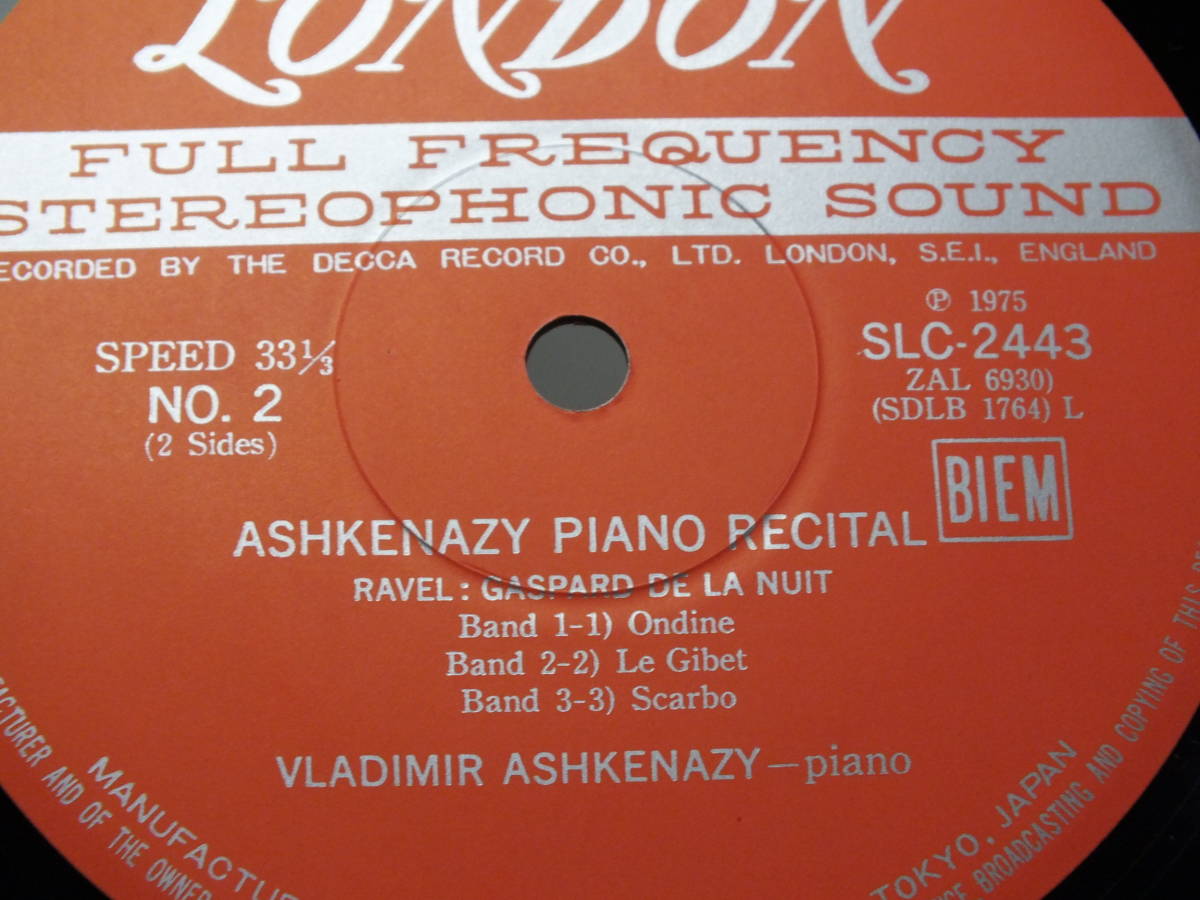 LONDON
FULL FREQUENCY
STEREOPHONIC SOUND
RECORDED BY THE DECCA RECORD CO., LTD. LONDON, S.E.I., ENGLAND
SPEED 33⅓
NO. 2
(2 Sides)
℗ 1975
SLC-2443
ZAL 6930)
(SDLB 1764) L
BIEM
ASHKENAZY PIANO RECITAL
RAVEL: GASPARD DE LA NUIT
Band 1-1) Ondine
Band 2-2) Le Gibet
Band 3-3) Scarbo
VLADIMIR ASHKENAZY—piano
MANUFACTU
TOKYO, JAPAN
FACTURER AND OF THE OWNER
BROADCASTING AND COPYING OF THIS